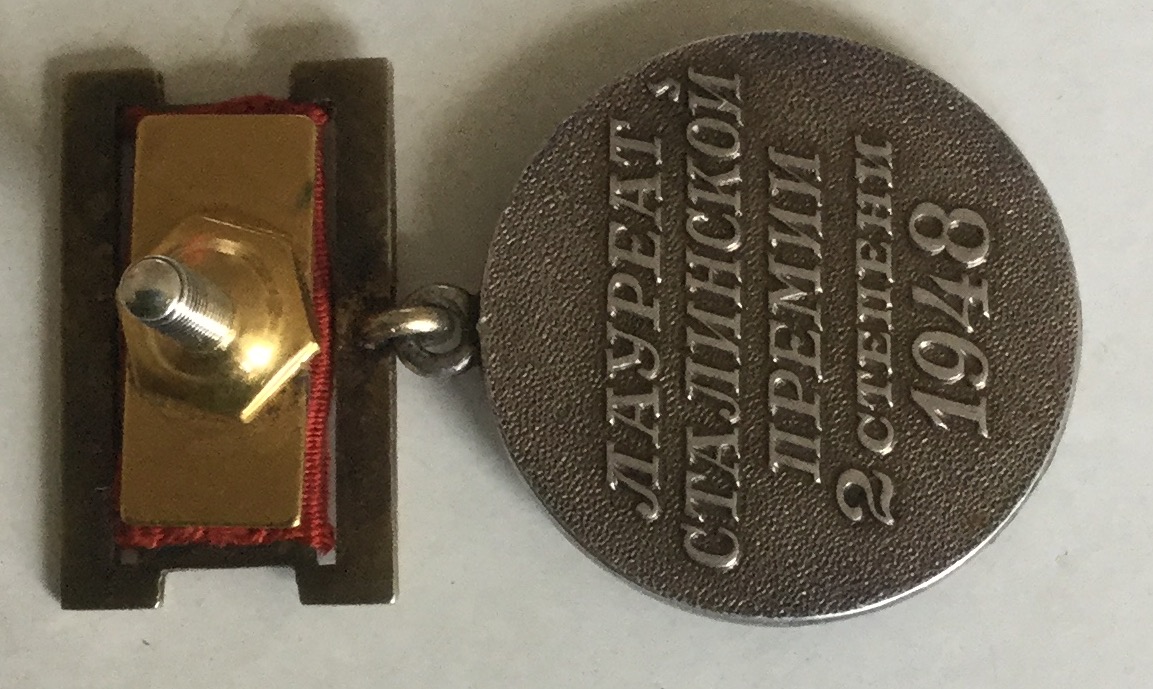 ЛАУРЕАТ
СТАЛИНСКОЙ
ПРЕМИИ
2 СТЕПЕНИ
1948